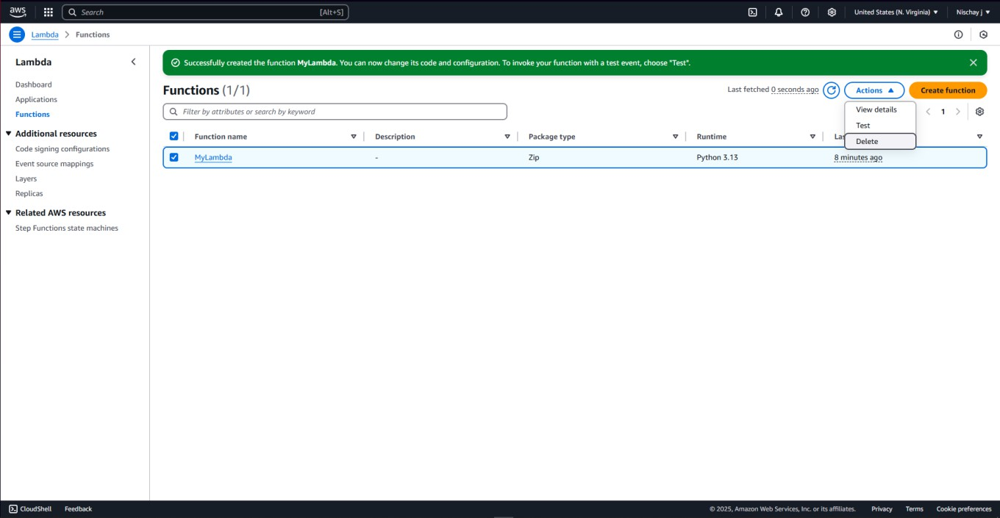 aws Search [Alt+S] United States (N. Virginia) Nischay j
Lambda Functions
Lambda
Dashboard
Applications
Functions
Additional resources
Code signing configurations
Event source mappings
Layers
Replicas
Related AWS resources
Step Functions state machines
Successfully created the function MyLambda. You can now change its code and configuration. To invoke your function with a test event, choose "Test".
Functions (1/1) Last fetched 0 seconds ago Actions Create function
Filter by attributes or search by keyword 1
View details
Test
Delete
Function name Description Package type Runtime
MyLambda - Zip Python 3.13 8 minutes ago
CloudShell Feedback © 2025, Amazon Web Services, Inc. or its affiliates. Privacy Terms Cookie preferences